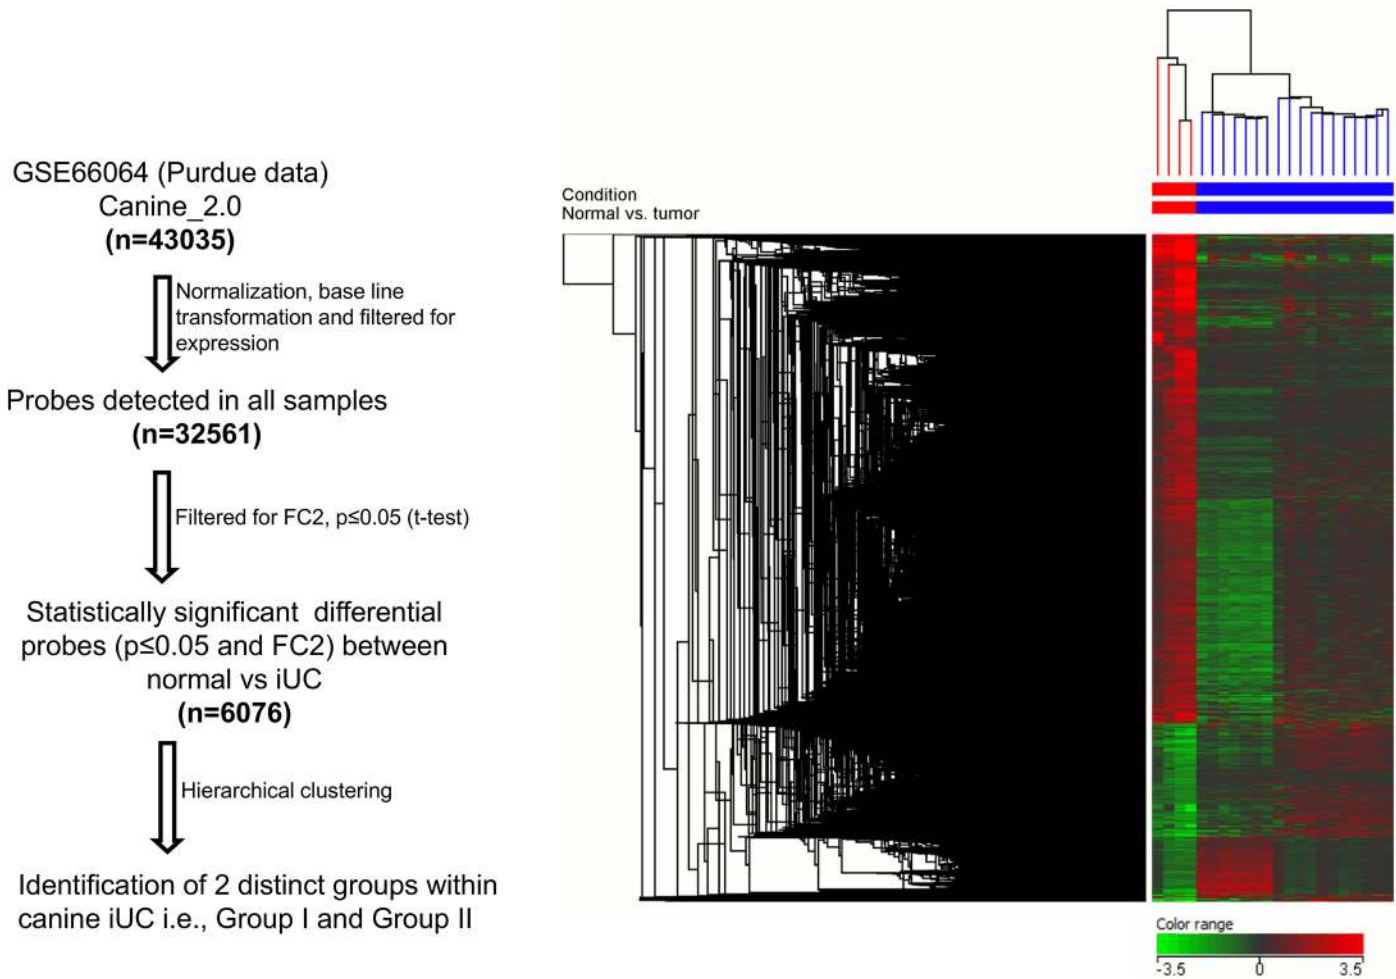 GSE66064 (Purdue data)
Canine_2.0
(n=43035)
Normalization, base line
transformation and filtered for
expression
Probes detected in all samples
(n=32561)
Filtered for FC2, p≤0.05 (t-test)
Statistically significant differential
probes (p≤0.05 and FC2) between
normal vs iUC
(n=6076)
Hierarchical clustering
Identification of 2 distinct groups within
canine iUC i.e., Group I and Group II
Condition
Normal vs. tumor
Color range
-3.5 0 3.5